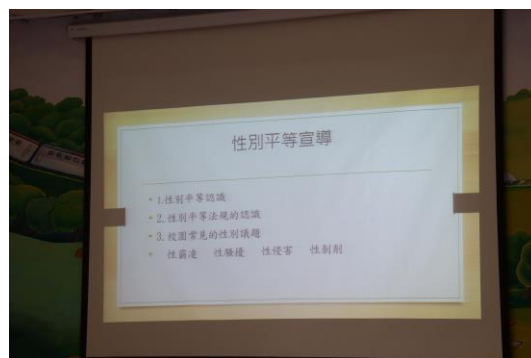 性別平等宣導
1.性別平等認識
2.性別平等法規的認識
3.校園常見的性別議題
性霸凌 性騷擾 性侵害 性剝削